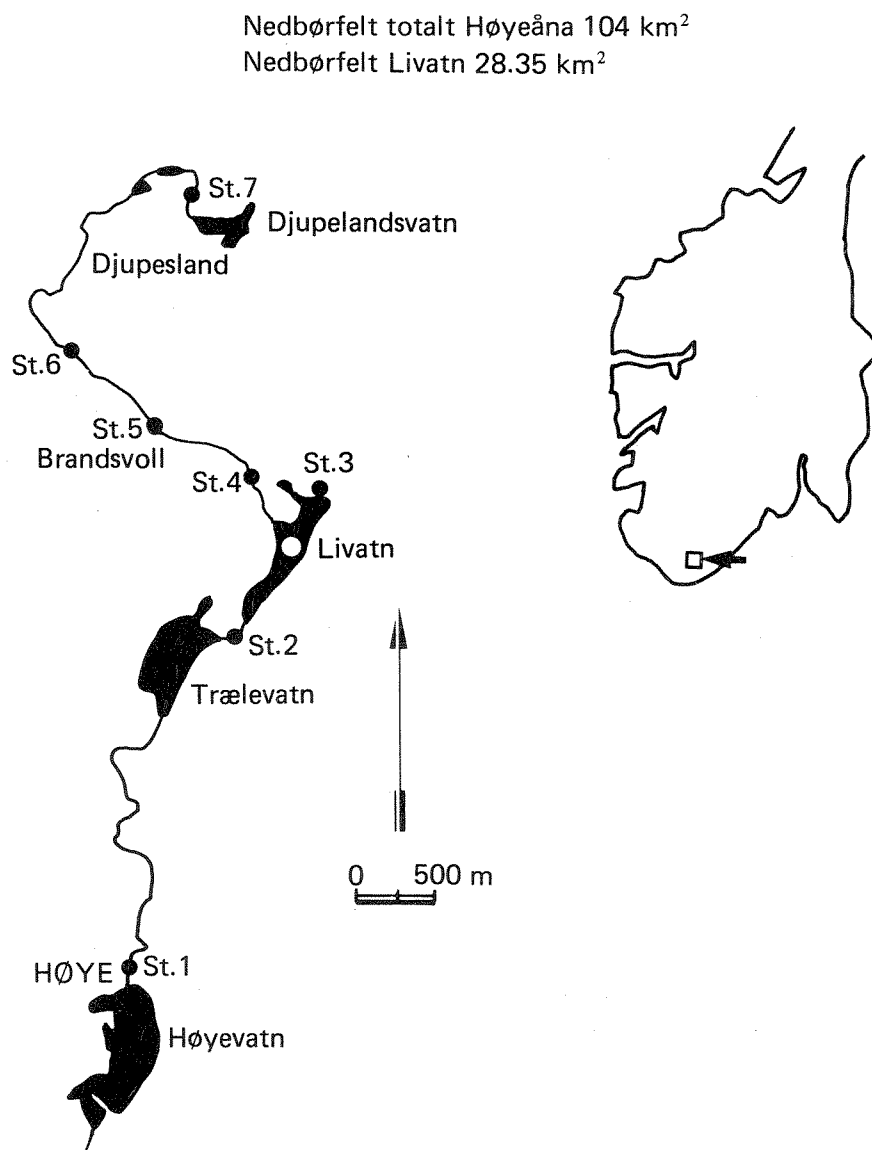 Nedbørfelt totalt Høyeåna 104 km²
Nedbørfelt Livatn 28.35 km²
St.7
Djupelandsvatn
Djupesland
St.6
St.5
Brandsvoll
St.4
St.3
Livatn
St.2
Trælevatn
0 500 m
HØYE St.1
Høyevatn